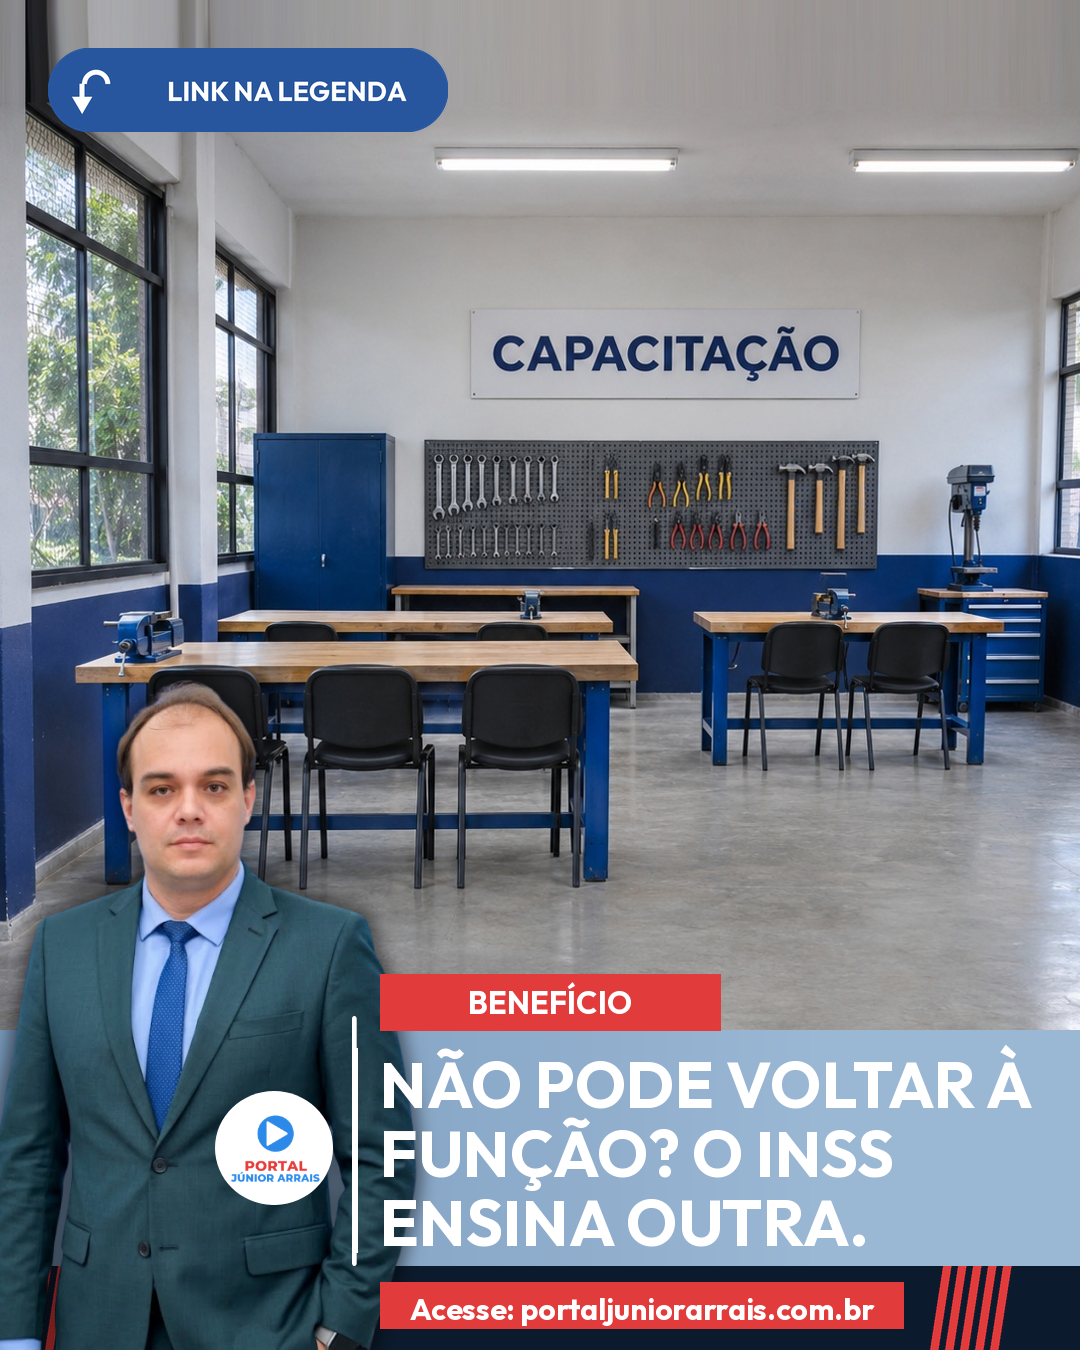 LINK NA LEGENDA
CAPACITAÇÃO
BENEFÍCIO
NÃO PODE VOLTAR À
FUNÇÃO? O INSS
ENSINA OUTRA.
PORTAL
JÚNIOR ARRAIS
Acesse: portaljuniorarrais.com.br